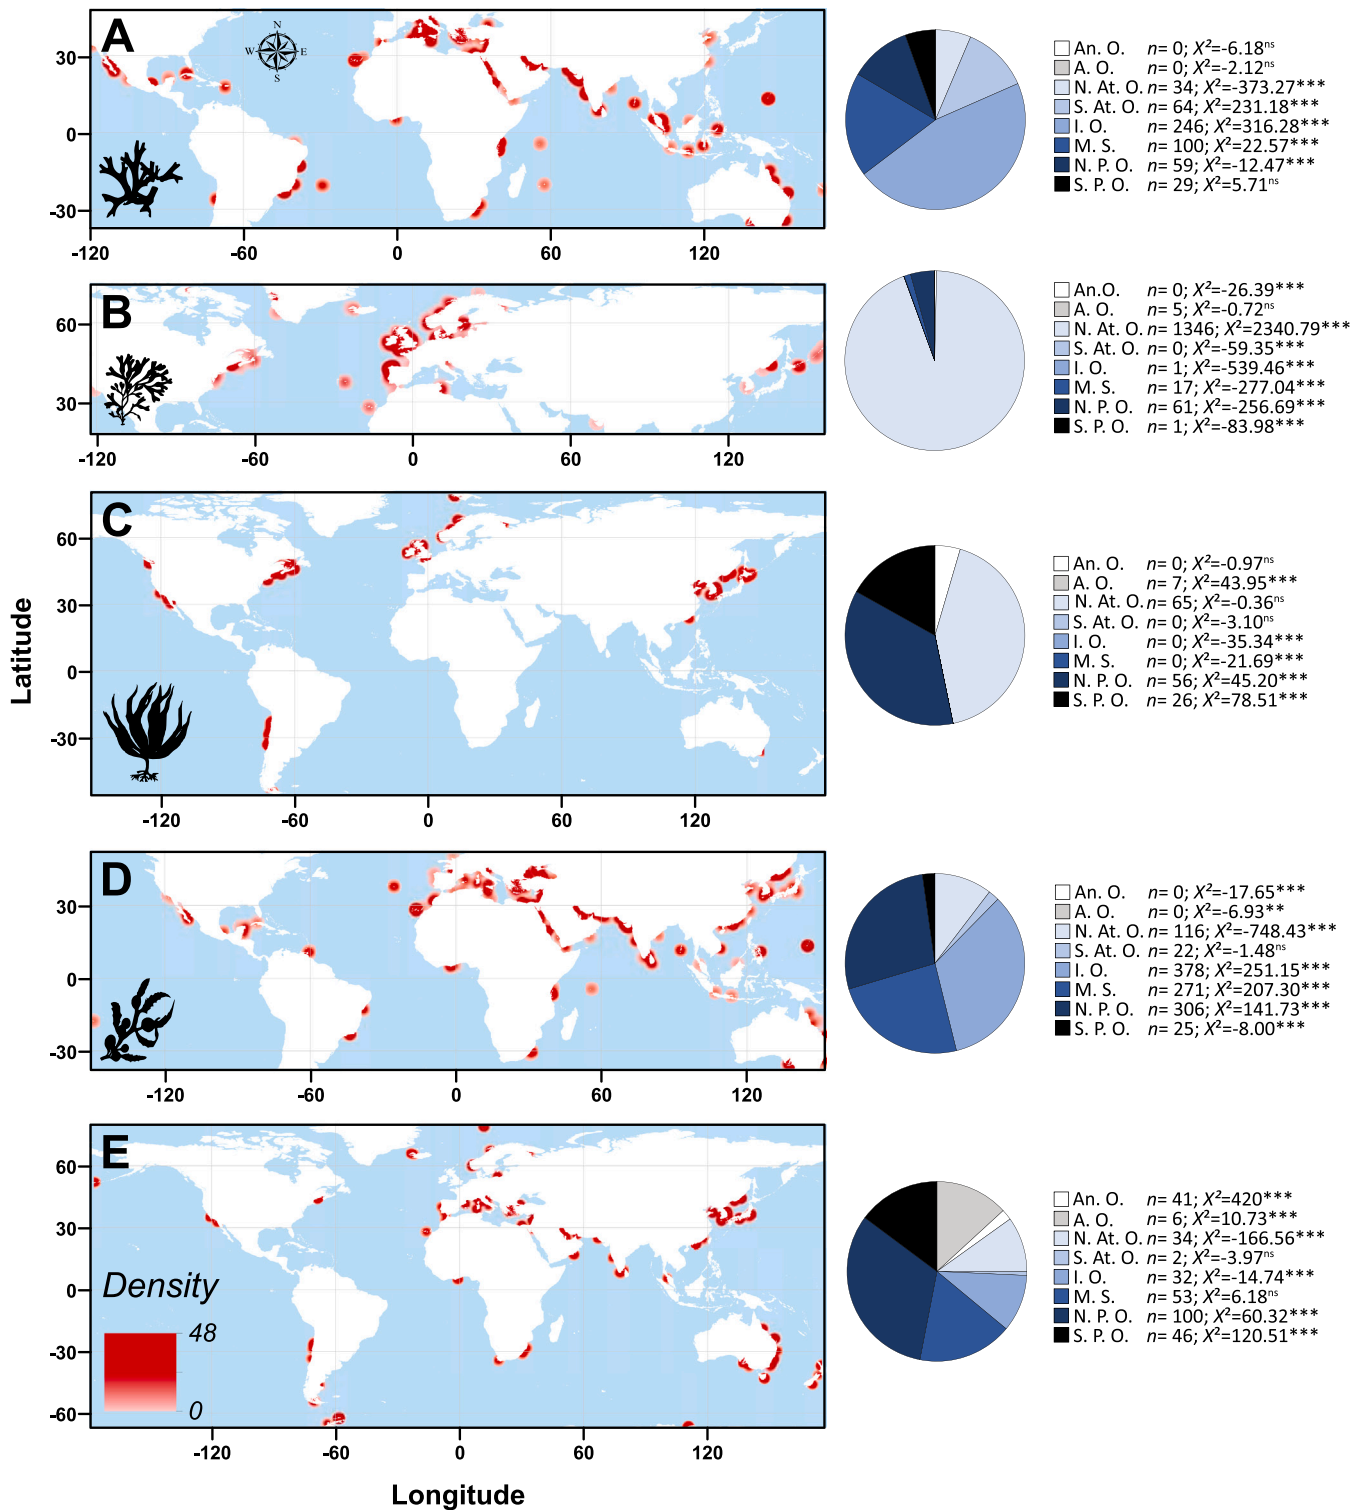 A
N
W E
S
30
0
-30
-120 -60 0 60 120
An. O. n= 0; X²=-6.18ns
A. O. n= 0; X²=-2.12ns
N. At. O. n= 34; X²=-373.27***
S. At. O. n= 64; X²=231.18***
I. O. n= 246; X²=316.28***
M. S. n= 100; X²=22.57***
N. P. O. n= 59; X²=-12.47***
S. P. O. n= 29; X²=5.71ns
B
60
30
-120 -60 0 60 120
An.O. n= 0; X²=-26.39***
A. O. n= 5; X²=-0.72ns
N. At. O. n= 1346; X²=2340.79***
S. At. O. n= 0; X²=-59.35***
I. O. n= 1; X²=-539.46***
M. S. n= 17; X²=-277.04***
N. P. O. n= 61; X²=-256.69***
S. P. O. n= 1; X²=-83.98***
C
60
30
0
-30
-120 -60 0 60 120
Latitude
An. O. n= 0; X²=-0.97ns
A. O. n= 7; X²=43.95***
N. At. O. n= 65; X²=-0.36ns
S. At. O. n= 0; X²=-3.10ns
I. O. n= 0; X²=-35.34***
M. S. n= 0; X²=-21.69***
N. P. O. n= 56; X²=45.20***
S. P. O. n= 26; X²=78.51***
D
30
0
-30
-120 -60 0 60 120
An. O. n= 0; X²=-17.65***
A. O. n= 0; X²=-6.93**
N. At. O. n= 116; X²=-748.43***
S. At. O. n= 22; X²=-1.48ns
I. O. n= 378; X²=251.15***
M. S. n= 271; X²=207.30***
N. P. O. n= 306; X²=141.73***
S. P. O. n= 25; X²=-8.00***
E
60
30
0
-30
-60
Density
48
0
-120 -60 0 60 120
Longitude
An. O. n= 41; X²=420***
A. O. n= 6; X²=10.73***
N. At. O. n= 34; X²=-166.56***
S. At. O. n= 2; X²=-3.97ns
I. O. n= 32; X²=-14.74***
M. S. n= 53; X²=6.18ns
N. P. O. n= 100; X²=60.32***
S. P. O. n= 46; X²=120.51***